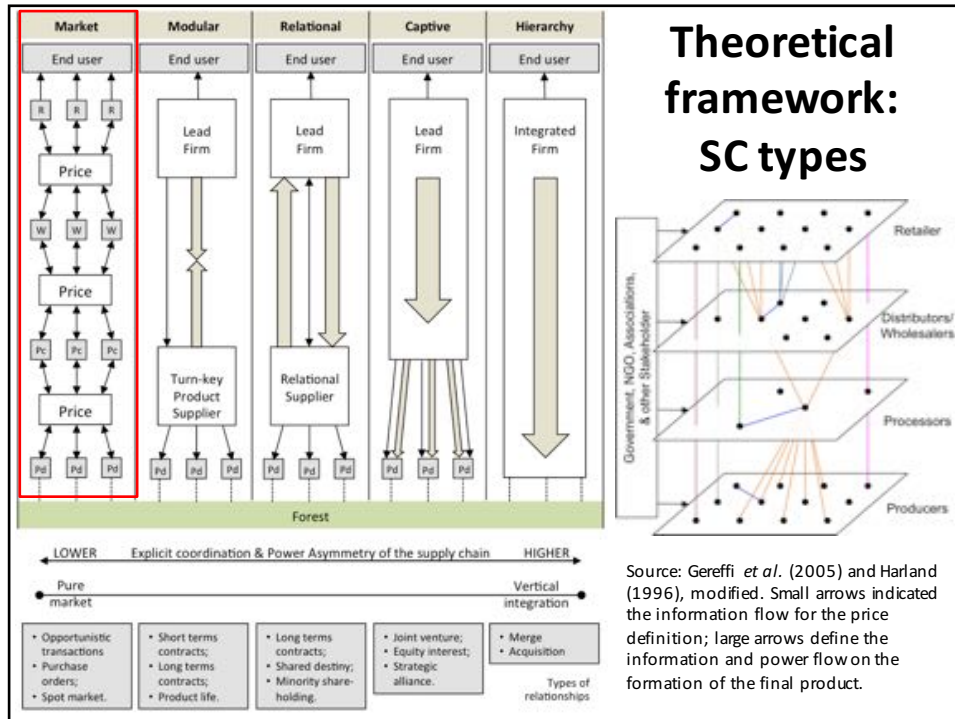 Theoretical
framework:
SC types
Market Modular Relational Captive Hierarchy
End user End user End user End user End user
R R R
Lead
Firm
Lead
Firm
Lead
Firm
Integrated
Firm
Price
W W W
Price
Pc Pc Pc
Price
Turn-key
Product
Supplier
Relational
Supplier
Pd Pd Pd Pd Pd Pd Pd Pd Pd Pd Pd Pd
Forest
LOWER Explicit coordination & Power Asymmetry of the supply chain HIGHER
Pure
market
Vertical
integration
• Opportunistic
transactions
• Purchase
orders;
• Spot market.
• Short terms
contracts;
• Long terms
contracts;
• Product life.
• Long terms
contracts;
• Shared destiny;
• Minority share-
holding.
• Joint venture;
• Equity interest;
• Strategic
alliance.
• Merge
• Acquisition
Types of
relationships
Government, NGO, Associations,
& other Stakeholder
Retailer
Distributors/
Wholesalers
Processors
Producers
Source: Gereffi et al. (2005) and Harland
(1996), modified. Small arrows indicated
the information flow for the price
definition; large arrows define the
information and power flow on the
formation of the final product.